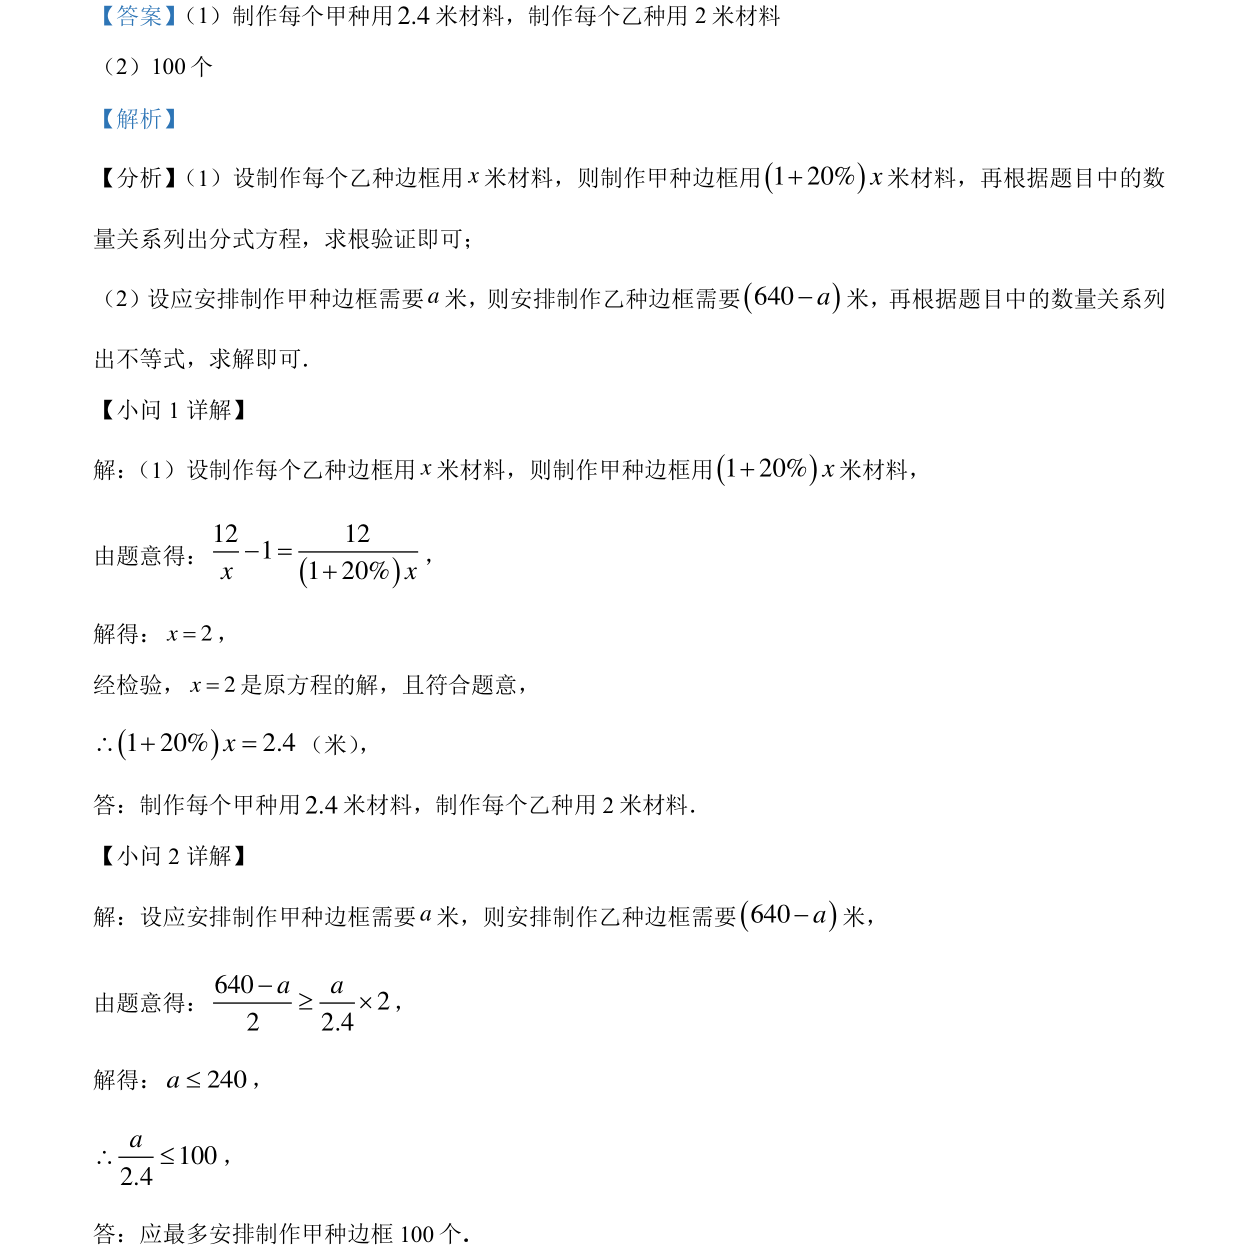 【答案】（1）制作每个甲种用2.4米材料，制作每个乙种用 2 米材料
（2）100 个
【解析】
【分析】（1）设制作每个乙种边框用x米材料，则制作甲种边框用(1+20%)x米材料，再根据题目中的数
量关系列出分式方程，求根验证即可；
（2）设应安排制作甲种边框需要a米，则安排制作乙种边框需要(640−a)米，再根据题目中的数量关系列
出不等式，求解即可．
【小问 1 详解】
解：（1）设制作每个乙种边框用x米材料，则制作甲种边框用(1+20%)x米材料，
由题意得：12/x −1= 12/((1+20%)x)，
解得：x=2，
经检验，x=2是原方程的解，且符合题意，
∴(1+20%)x=2.4（米），
答：制作每个甲种用2.4米材料，制作每个乙种用 2 米材料．
【小问 2 详解】
解：设应安排制作甲种边框需要a米，则安排制作乙种边框需要(640−a)米，
由题意得：(640−a)/2 ≥ a/2.4 ×2，
解得：a≤240，
∴a/2.4 ≤100，
答：应最多安排制作甲种边框 100 个．